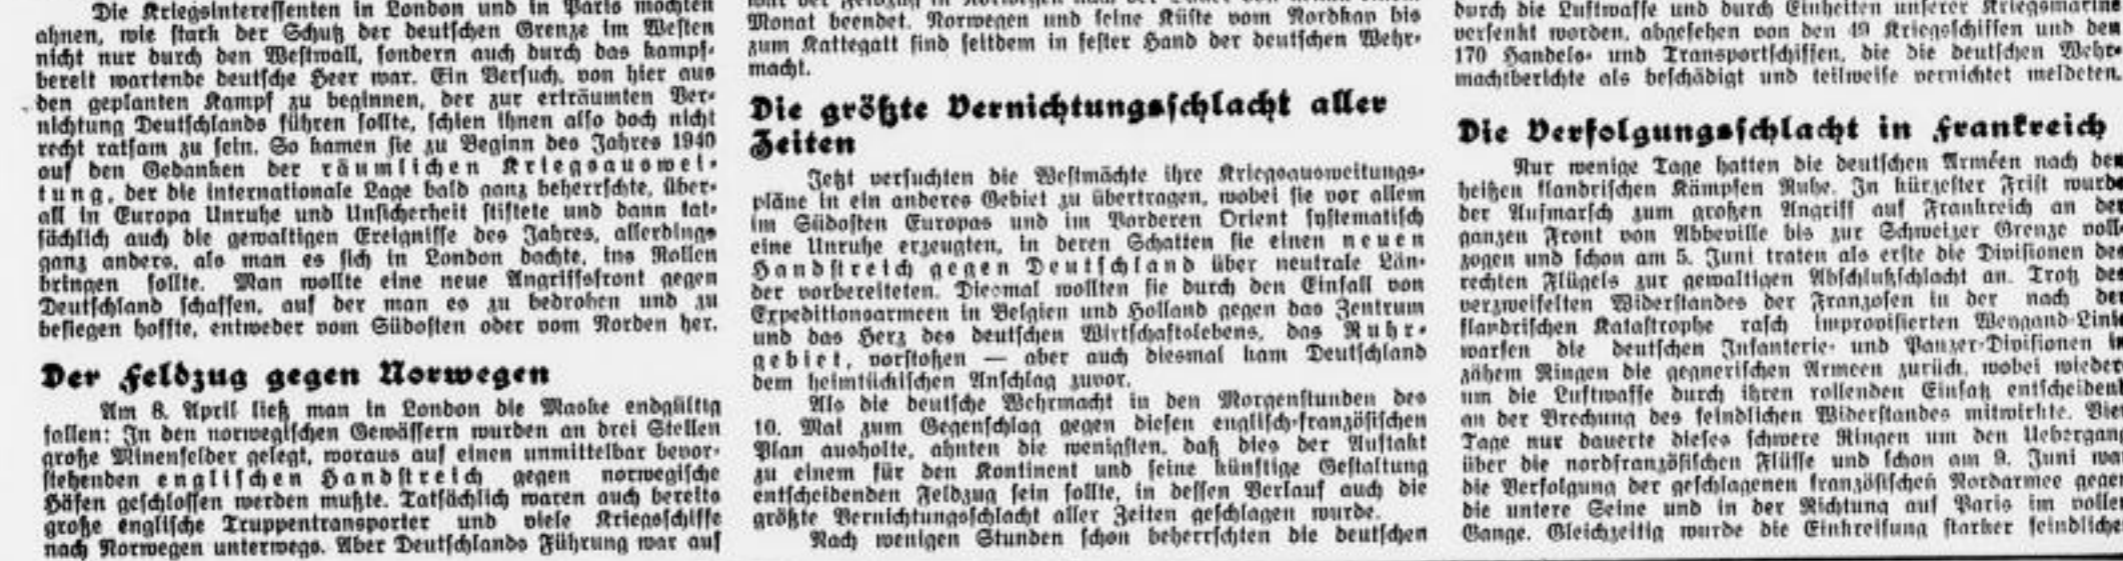 Die Kriegsinteressenten in London und in Paris mochten
ahnen, wie stark der Schutz der deutschen Grenze im Westen
nicht nur durch den Westwall, sondern auch durch das kampf-
bereit wartende deutsche Heer war. Ein Versuch, von hier aus
den geplanten Kampf zu beginnen, der zur erträumten Ver-
nichtung Deutschlands führen sollte, schien ihnen also doch nicht
recht ratsam zu sein. So kamen sie zu Beginn des Jahres 1940
auf den Gedanken der räumlichen Kriegsauswei-
tung, der die internationale Lage bald ganz beherrschte, über-
all in Europa Unruhe und Unsicherheit stiftete und dann tat-
sächlich auch die gewaltigen Ereignisse des Jahres, allerdings
ganz anders, als man es sich in London dachte, ins Rollen
bringen sollte. Man wollte eine neue Angriffsfront gegen
Deutschland schaffen, auf der man es zu bedrohen und zu
besiegen hoffte, entweder vom Südosten oder vom Norden her.
Der Feldzug gegen Norwegen
Am 8. April ließ man in London die Maske endgültig
fallen: In den norwegischen Gewässern wurden an drei Stellen
große Minenfelder gelegt, woraus auf einen unmittelbar bevor-
stehenden englischen Handstreich gegen norwegische
Häfen geschlossen werden mußte. Tatsächlich waren auch bereits
große englische Truppentransporter und viele Kriegsschiffe
nach Norwegen unterwegs. Aber Deutschlands Führung war auf
Monat beendet. Norwegen und seine Küste vom Nordkap bis
zum Kattegatt sind seitdem in fester Hand der deutschen Wehr-
macht.
Die größte Vernichtungsschlacht aller
Zeiten
Jetzt versuchten die Westmächte ihre Kriegsausweitungs-
pläne in ein anderes Gebiet zu übertragen, wobei sie vor allem
im Südosten Europas und im Vorderen Orient systematisch
eine Unruhe erzeugten, in deren Schatten sie einen neuen
Handstreich gegen Deutschland über neutrale Län-
der vorbereiteten. Diesmal wollten sie durch den Einfall von
Expeditionsarmeen in Belgien und Holland gegen das Zentrum
und das Herz des deutschen Wirtschaftslebens, das Ruhr-
gebiet, vorstoßen — aber auch diesmal kam Deutschland
dem heimtückischen Anschlag zuvor.
Als die deutsche Wehrmacht in den Morgenstunden des
10. Mai zum Gegenschlag gegen diesen englisch-französischen
Plan ausholte, ahnten die wenigsten, daß dies der Auftakt
zu einem für den Kontinent und seine künftige Gestaltung
entscheidenden Feldzug sein sollte, in dessen Verlauf auch die
größte Vernichtungsschlacht aller Zeiten geschlagen wurde.
Nach wenigen Stunden schon beherrschten die deutschen
durch die Luftwaffe und durch Einheiten unserer Kriegsmarine
versenkt worden, abgesehen von den 49 Kriegsschiffen und den
170 Handels- und Transportschiffen, die die deutschen Wehr-
machtberichte als beschädigt und teilweise vernichtet meldeten.
Die Verfolgungsschlacht in Frankreich
Nur wenige Tage hatten die deutschen Armeen nach den
heißen flandrischen Kämpfen Ruhe. In kürzester Frist wurde
der Aufmarsch zum großen Angriff auf Frankreich an der
ganzen Front von Abbeville bis zur Schweizer Grenze voll-
zogen und schon am 5. Juni traten als erste die Divisionen des
rechten Flügels zur gewaltigen Abschlußschlacht an. Trotz des
verzweifelten Widerstandes der Franzosen in der nach der
flandrischen Katastrophe rasch improvisierten Weygand-Linie
warfen die deutschen Infanterie- und Panzer-Divisionen in
zähem Ringen die gegnerischen Armeen zurück, wobei wieder-
um die Luftwaffe durch ihren rollenden Einsatz entscheidend
an der Brechung des feindlichen Widerstandes mitwirkte. Vier
Tage nur dauerte dieses schwere Ringen um den Uebergang
über die nordfranzösischen Flüsse und schon am 9. Juni war
die Verfolgung der geschlagenen französischen Nordarmee gegen
die untere Seine und in der Richtung auf Paris im vollen
Gange. Gleichzeitig wurde die Einkreisung starker feindlicher